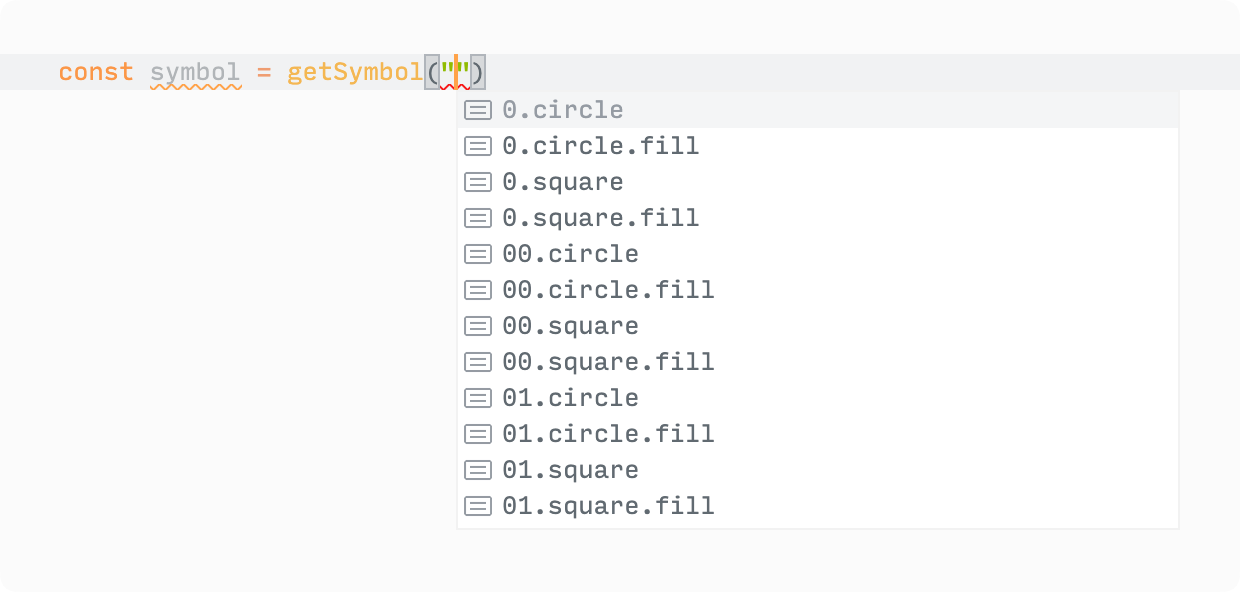 const symbol = getSymbol("")
0.circle
0.circle.fill
0.square
0.square.fill
00.circle
00.circle.fill
00.square
00.square.fill
01.circle
01.circle.fill
01.square
01.square.fill